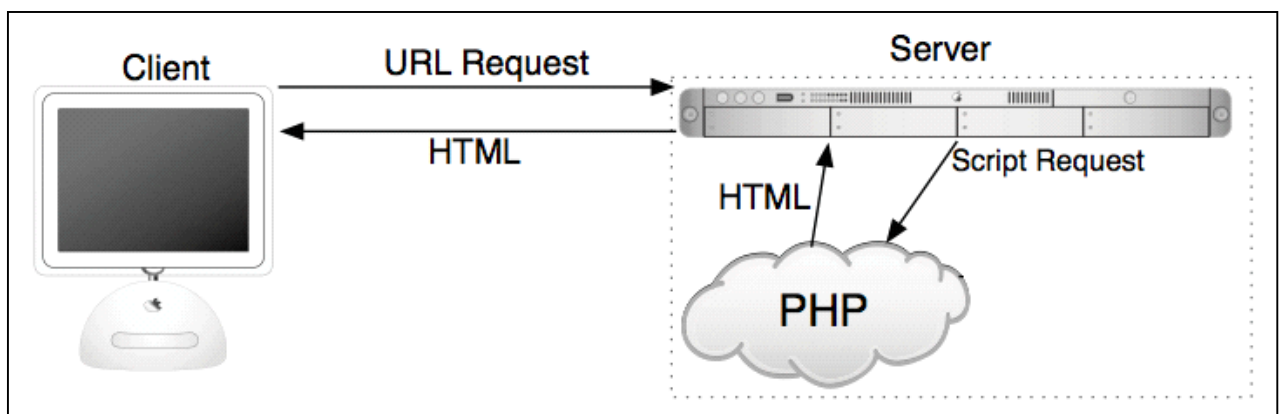 Client
URL Request
Server
HTML
Script Request
HTML
PHP